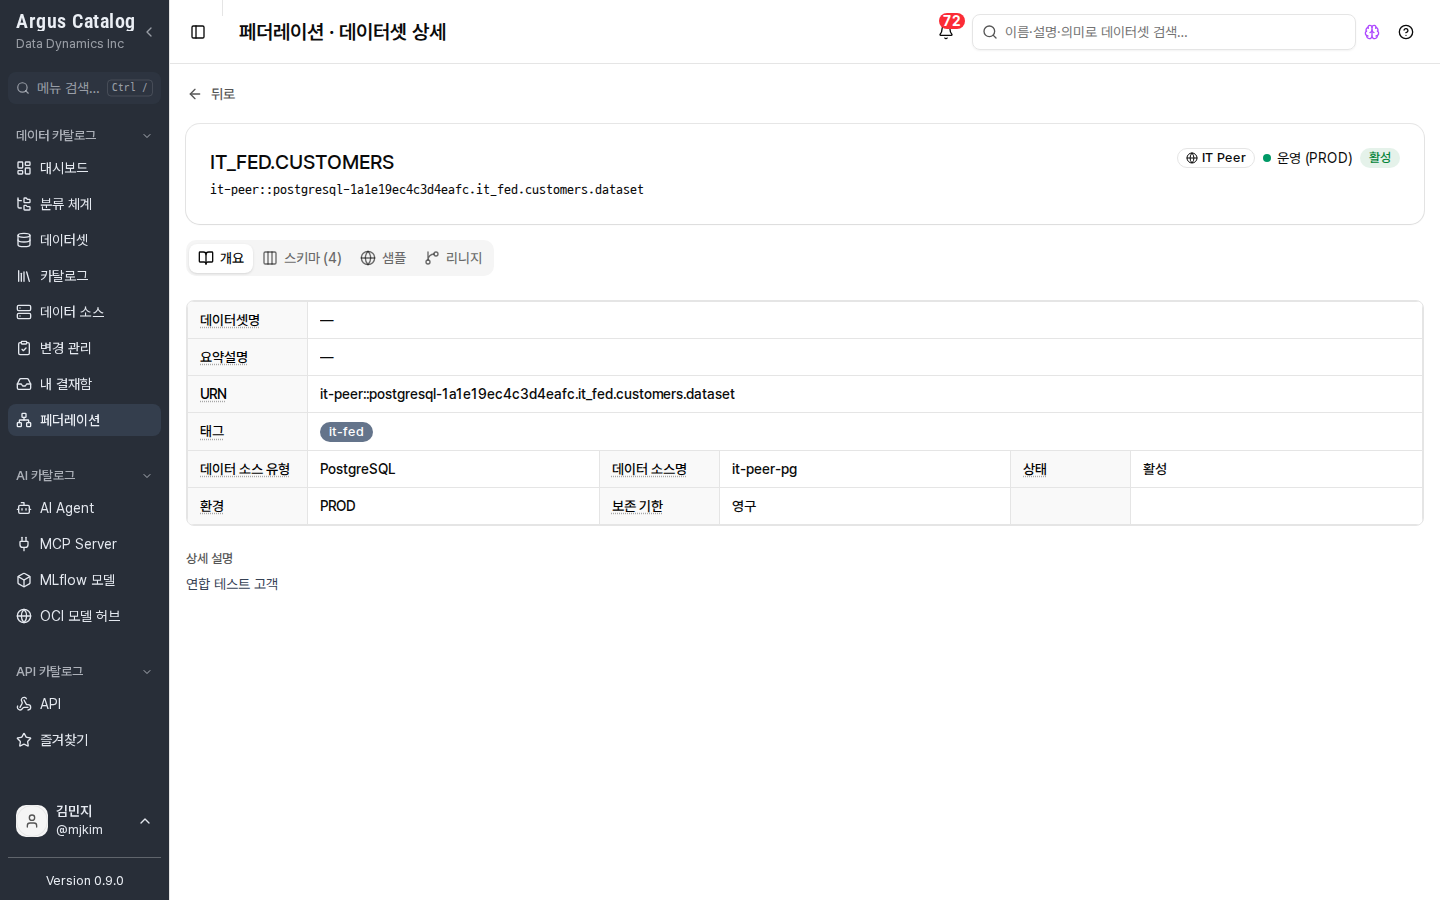 Argus Catalog
Data Dynamics Inc
메뉴 검색... Ctrl /
데이터 카탈로그
대시보드
분류 체계
데이터셋
카탈로그
데이터 소스
변경 관리
내 결재함
페더레이션
AI 카탈로그
AI Agent
MCP Server
MLflow 모델
OCI 모델 허브
API 카탈로그
API
즐겨찾기
김민지
@mjkim
Version 0.9.0
페더레이션 · 데이터셋 상세
72
이름·설명·의미로 데이터셋 검색...
뒤로
IT_FED.CUSTOMERS
IT Peer 운영 (PROD) 활성
it-peer::postgresql-1a1e19ec4c3d4eafc.it_fed.customers.dataset
개요 스키마 (4) 샘플 리니지
데이터셋명 —
요약설명 —
URN it-peer::postgresql-1a1e19ec4c3d4eafc.it_fed.customers.dataset
태그 it-fed
데이터 소스 유형 PostgreSQL 데이터 소스명 it-peer-pg 상태 활성
환경 PROD 보존 기한 영구
상세 설명
연합 테스트 고객